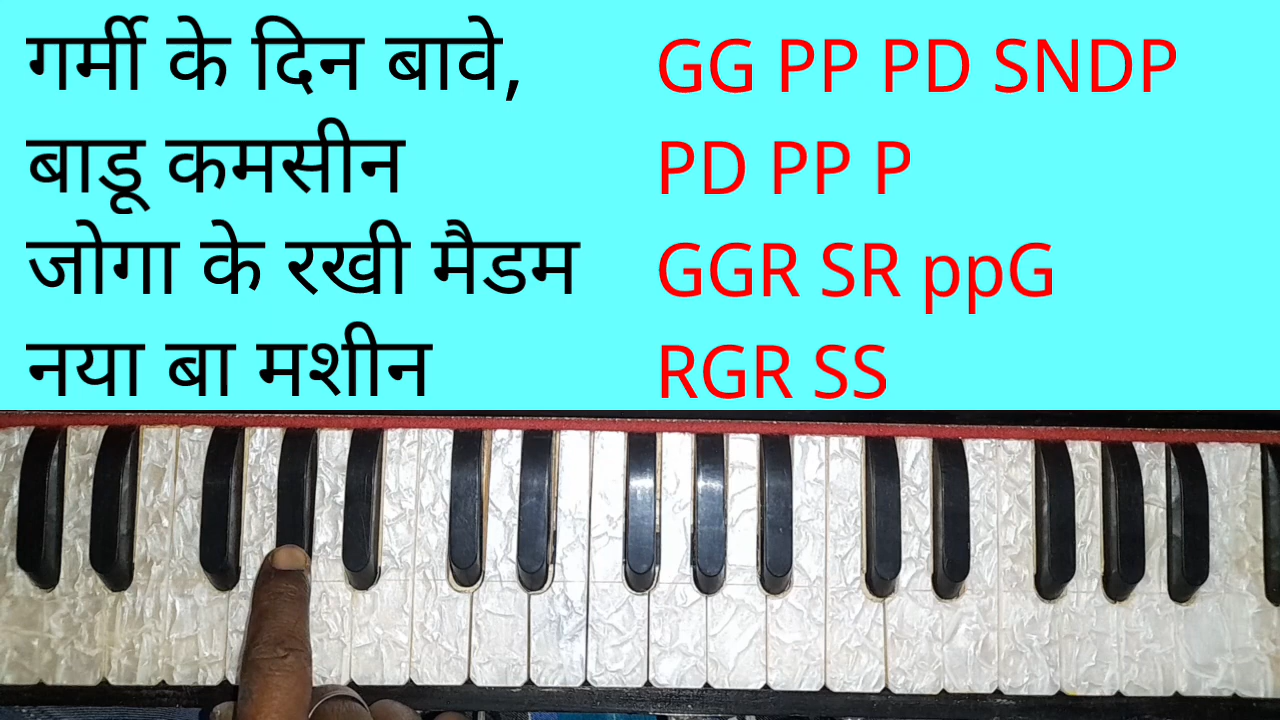 गर्मी के दिन बावे, GG PP PD SNDP
बाडू कमसीन PD PP P
जोगा के रखी मैडम GGR SR ppG
नया बा मशीन RGR SS